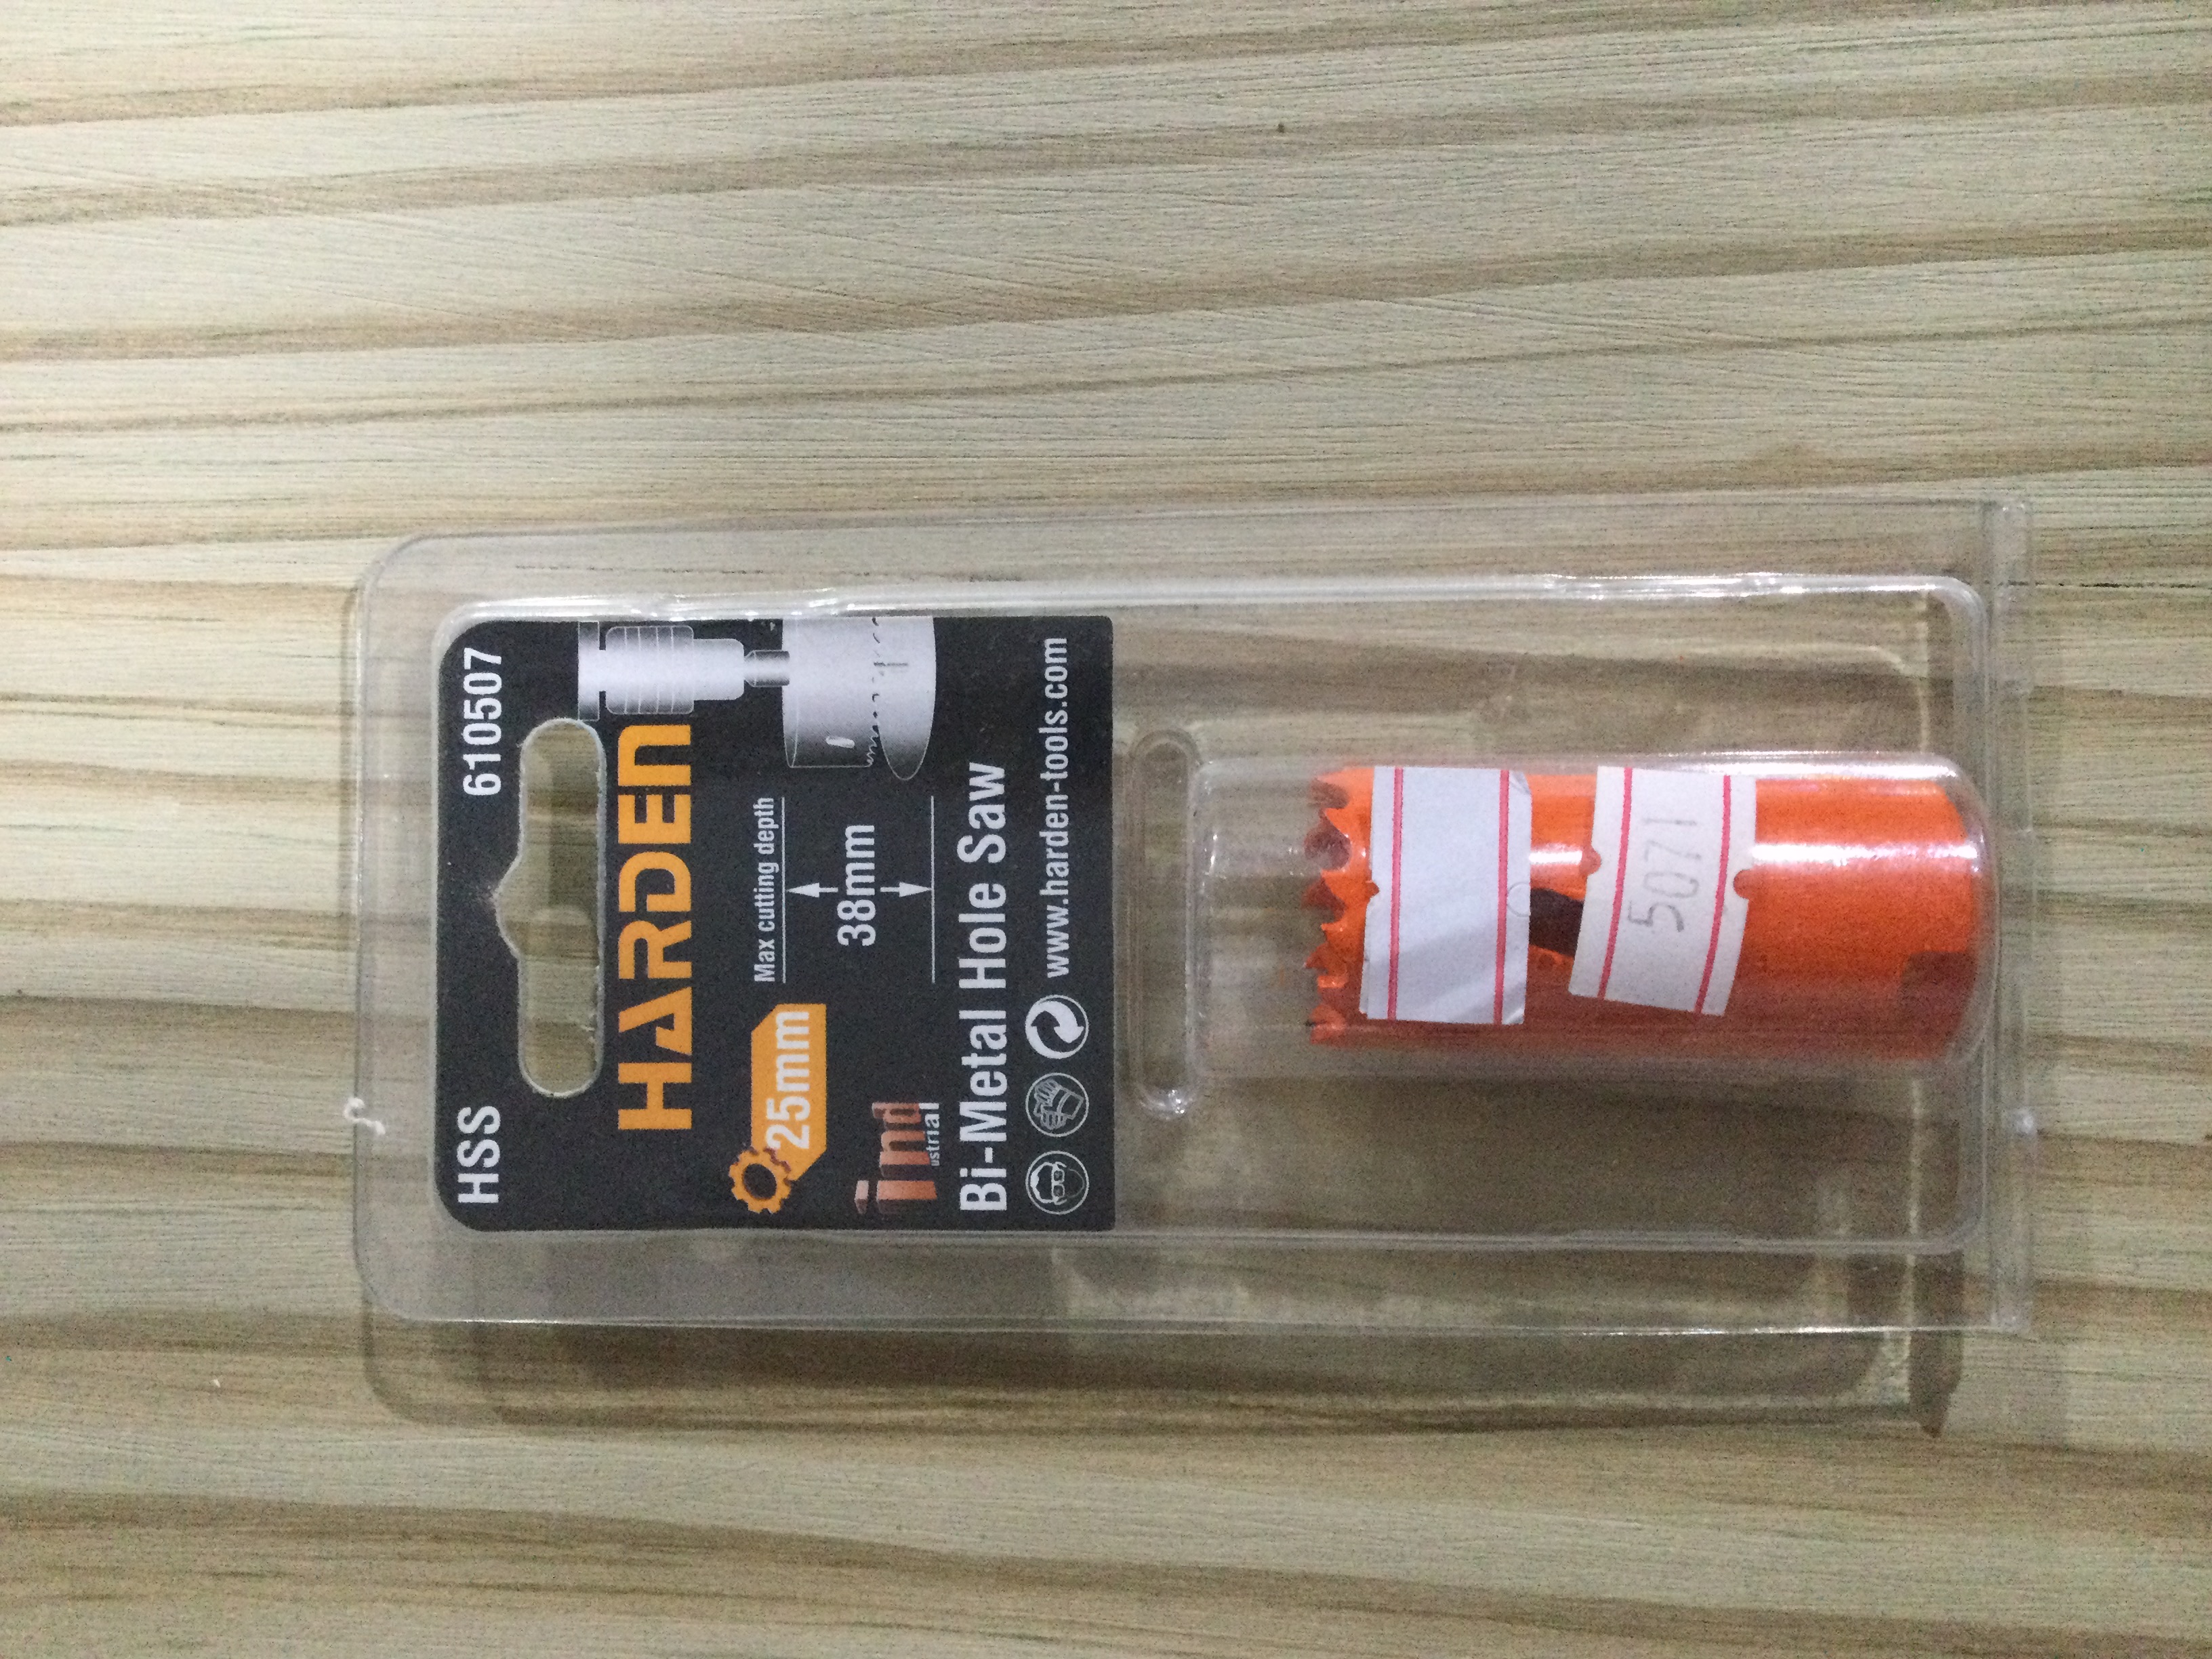 HSS 610507
HARDEN
25mm
Max cutting depth
38mm
industrial
Bi-Metal Hole Saw
www.harden-tools.com
5071